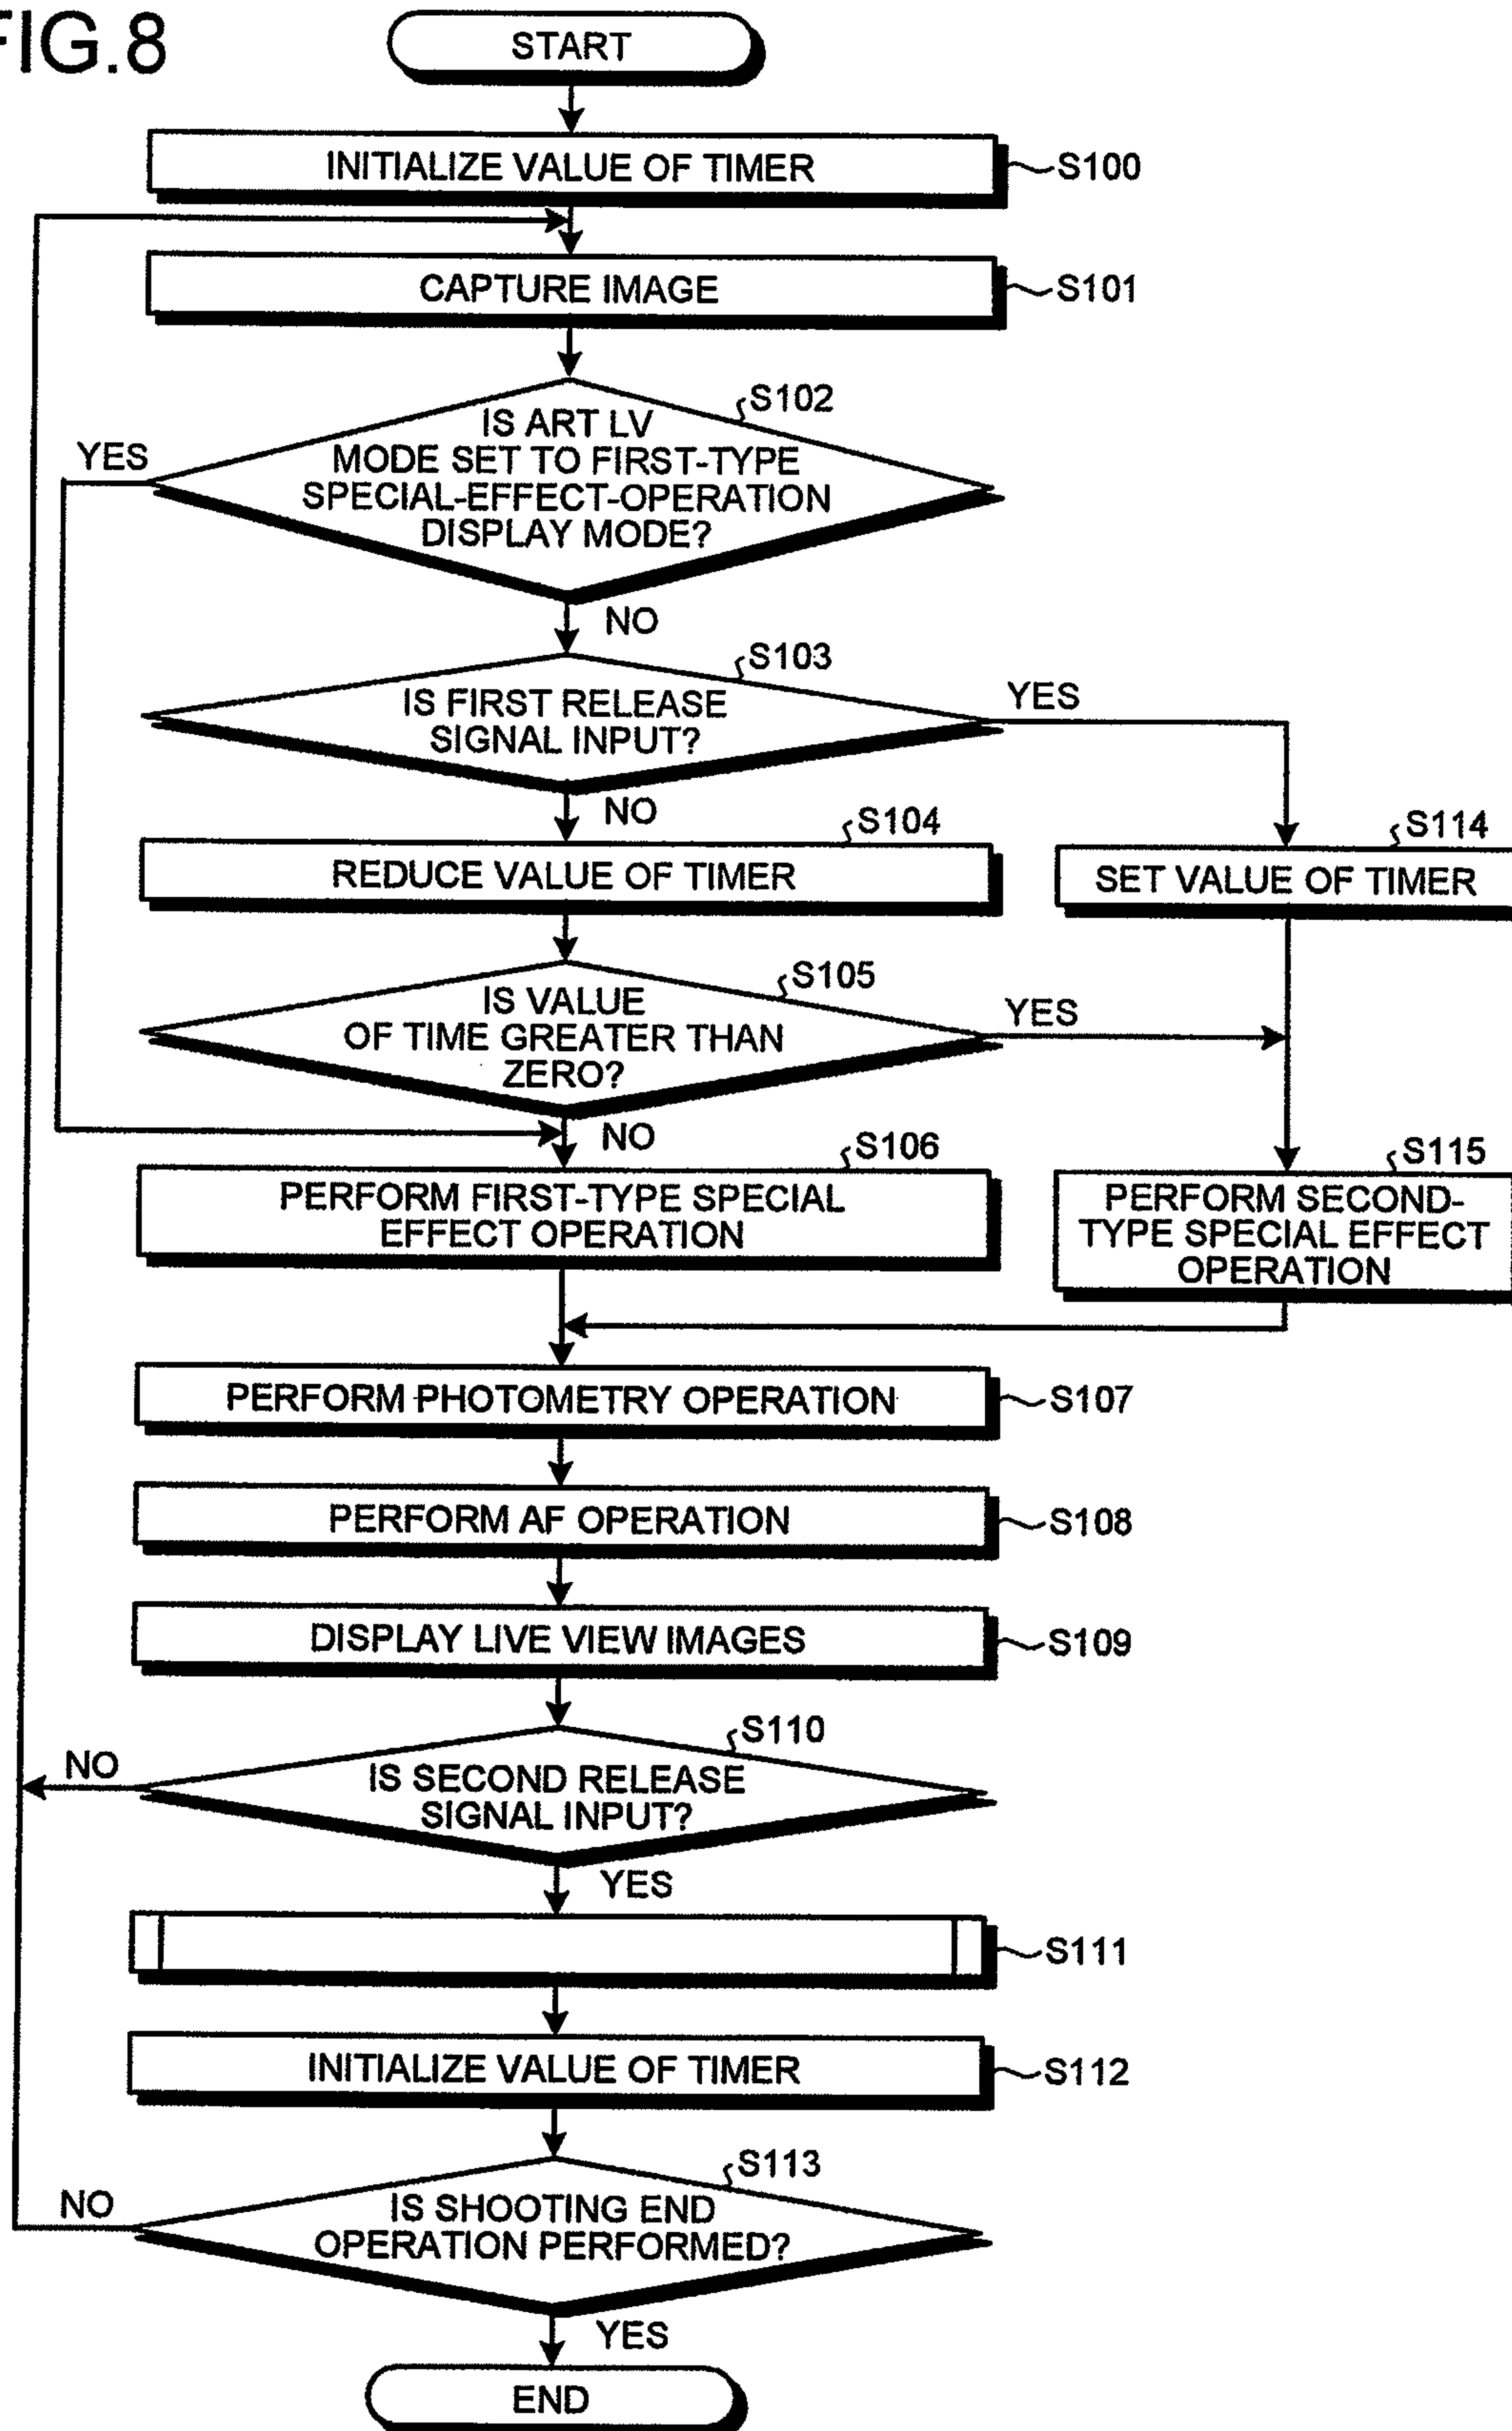 FIG.8
START
INITIALIZE VALUE OF TIMER
S100
CAPTURE IMAGE
S101
S102
IS ART LV
MODE SET TO FIRST-TYPE
SPECIAL-EFFECT-OPERATION
DISPLAY MODE?
YES
NO
S103
IS FIRST RELEASE
SIGNAL INPUT?
YES
NO
S104
REDUCE VALUE OF TIMER
S114
SET VALUE OF TIMER
S105
IS VALUE
OF TIME GREATER THAN
ZERO?
YES
NO
S106
PERFORM FIRST-TYPE SPECIAL
EFFECT OPERATION
S115
PERFORM SECOND-
TYPE SPECIAL EFFECT
OPERATION
PERFORM PHOTOMETRY OPERATION
S107
PERFORM AF OPERATION
S108
DISPLAY LIVE VIEW IMAGES
S109
S110
IS SECOND RELEASE
SIGNAL INPUT?
NO
YES
S111
INITIALIZE VALUE OF TIMER
S112
S113
IS SHOOTING END
OPERATION PERFORMED?
NO
YES
END